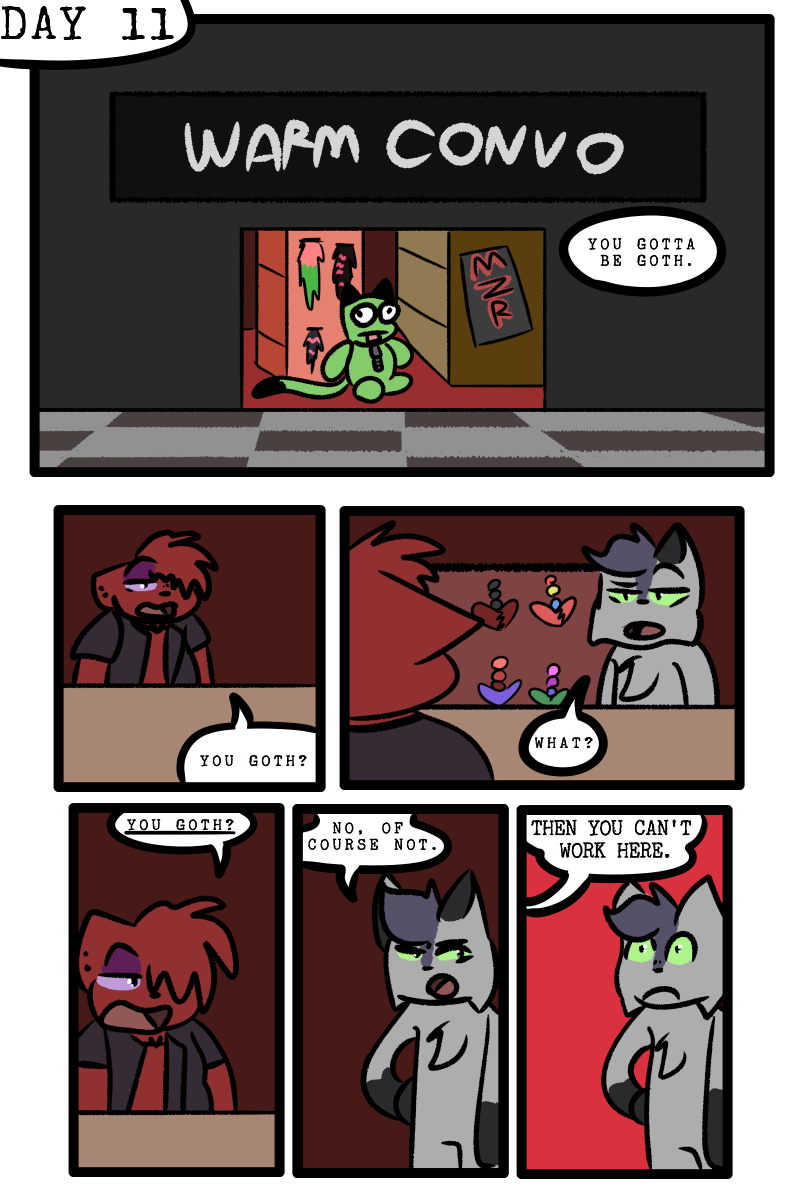 DAY 11
WARM CONVO
YOU GOTTA
BE GOTH.
MZR
YOU GOTH?
WHAT?
YOU GOTH?
NO, OF
COURSE NOT.
THEN YOU CAN'T
WORK HERE.